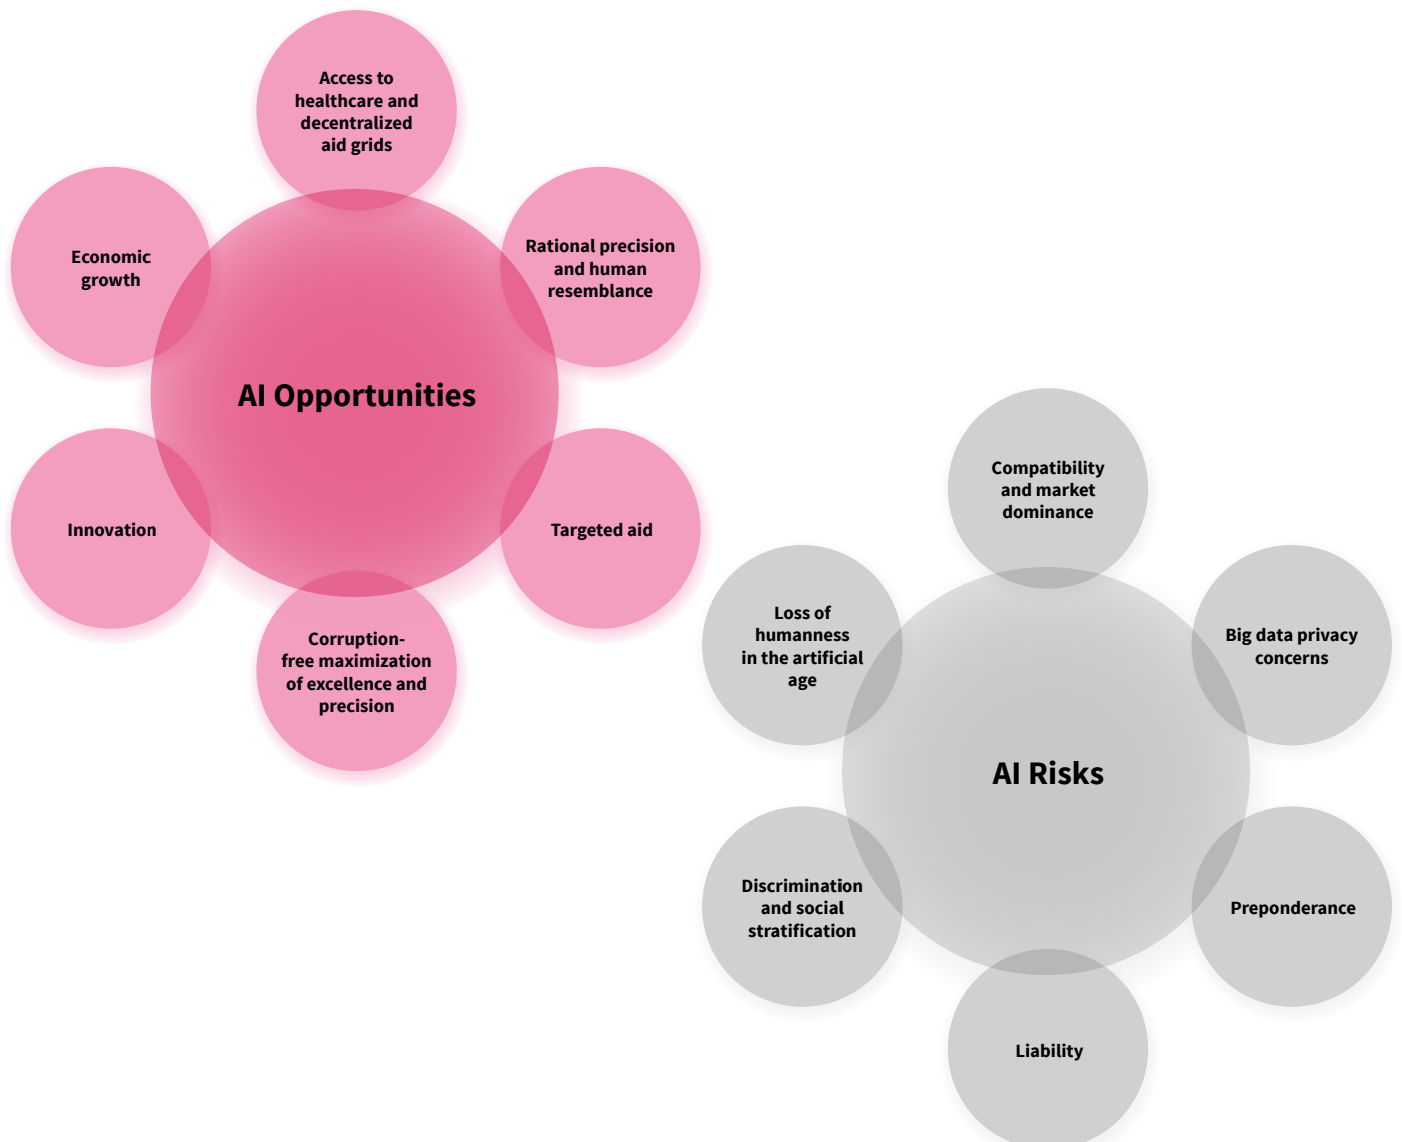 Access to
healthcare and
decentralized
aid grids
Economic
growth
Rational precision
and human
resemblance
AI Opportunities
Innovation
Targeted aid
Corruption-
free maximization
of excellence and
precision
Compatibility
and market
dominance
Loss of
humanness
in the artificial
age
Big data privacy
concerns
AI Risks
Discrimination
and social
stratification
Preponderance
Liability